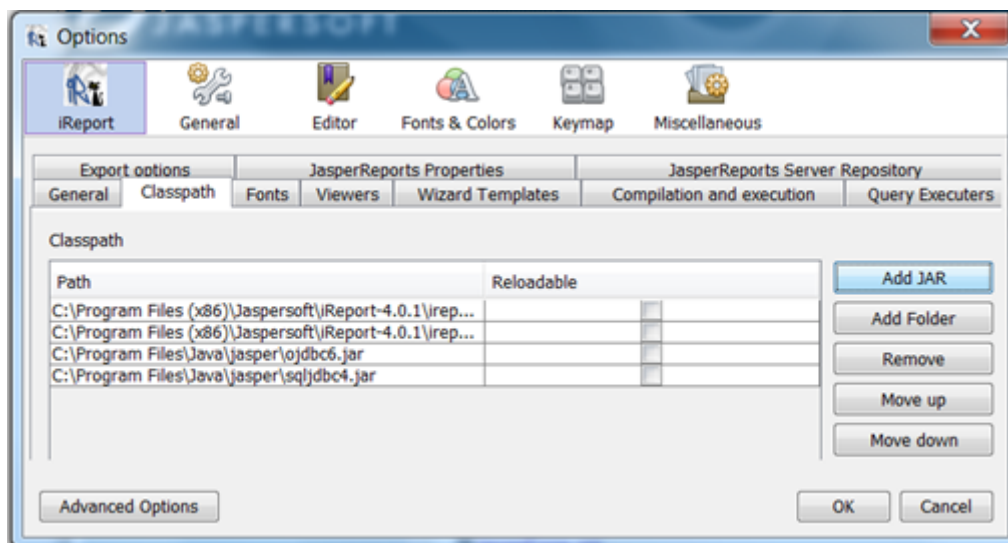 JASPERSOFT
Options
iReport General Editor Fonts & Colors Keymap Miscellaneous
Export options JasperReports Properties JasperReports Server Repository
General Classpath Fonts Viewers Wizard Templates Compilation and execution Query Executers
Classpath
Path Reloadable Add JAR
C:\Program Files (x86)\Jaspersoft\iReport-4.0.1\irep...
C:\Program Files (x86)\Jaspersoft\iReport-4.0.1\irep... Add Folder
C:\Program Files\Java\jasper\ojdbc6.jar Remove
C:\Program Files\Java\jasper\sqljdbc4.jar
Move up
Move down
Advanced Options OK Cancel